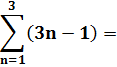 3
∑(3n − 1) =
n=1